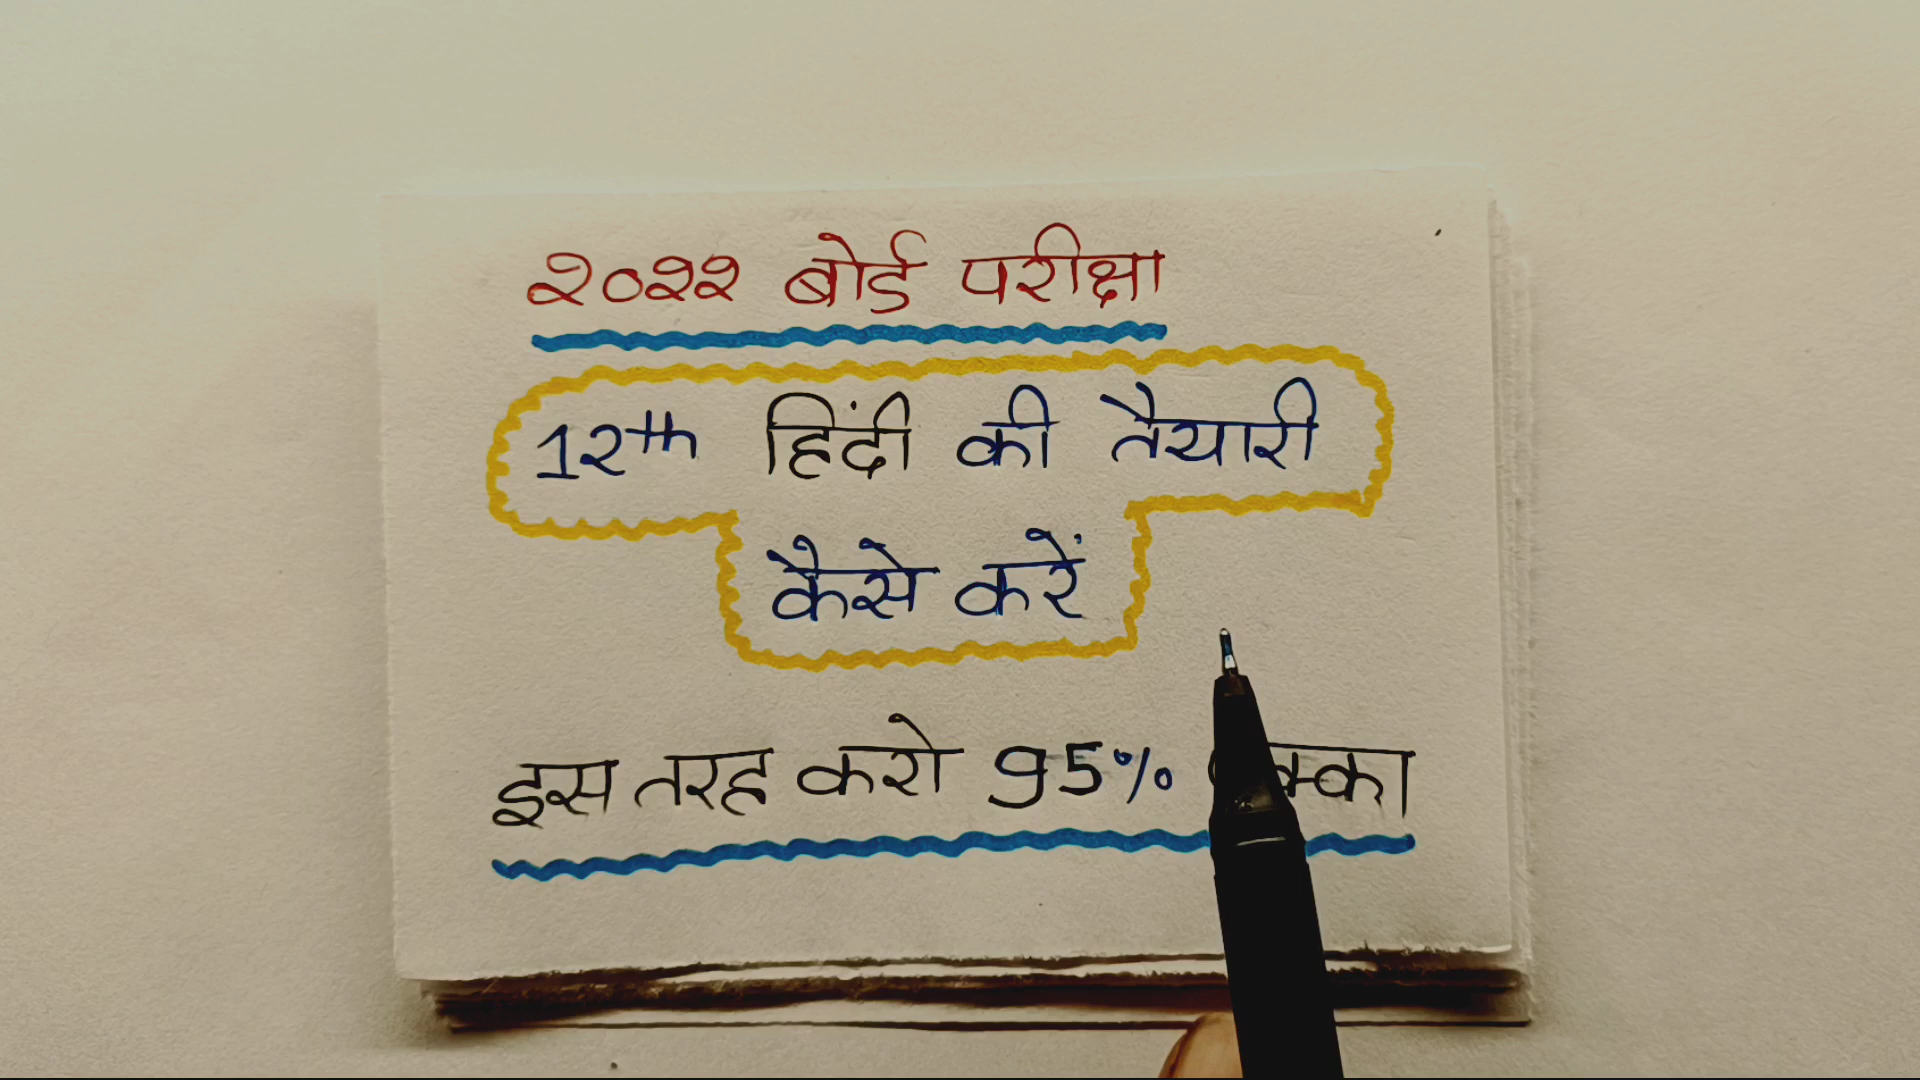 २०२२ बोर्ड परीक्षा
12th हिंदी की तैयारी
कैसे करें
इस तरह करो 95%